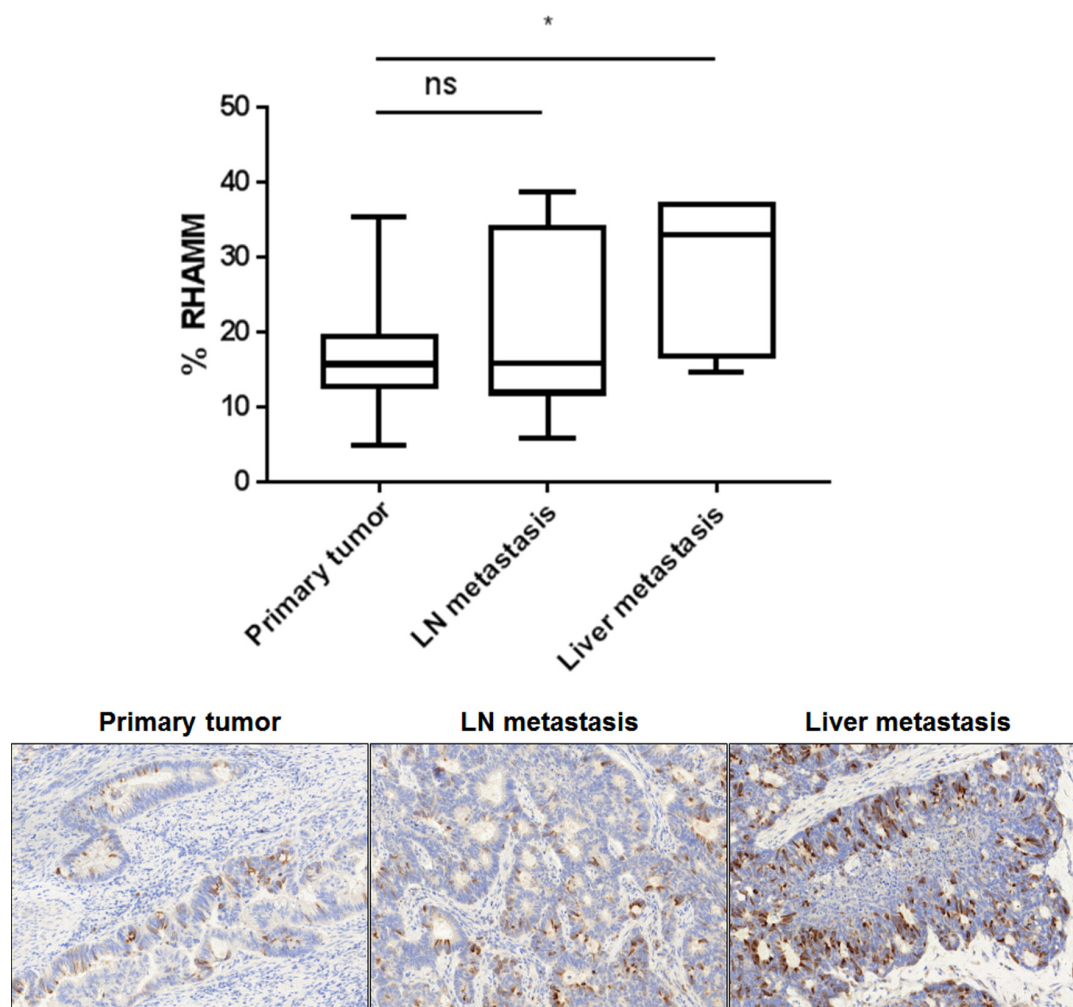 *
ns
50
40
30
20
10
0
% RHAMM
Primary tumor
LN metastasis
Liver metastasis
Primary tumor LN metastasis Liver metastasis